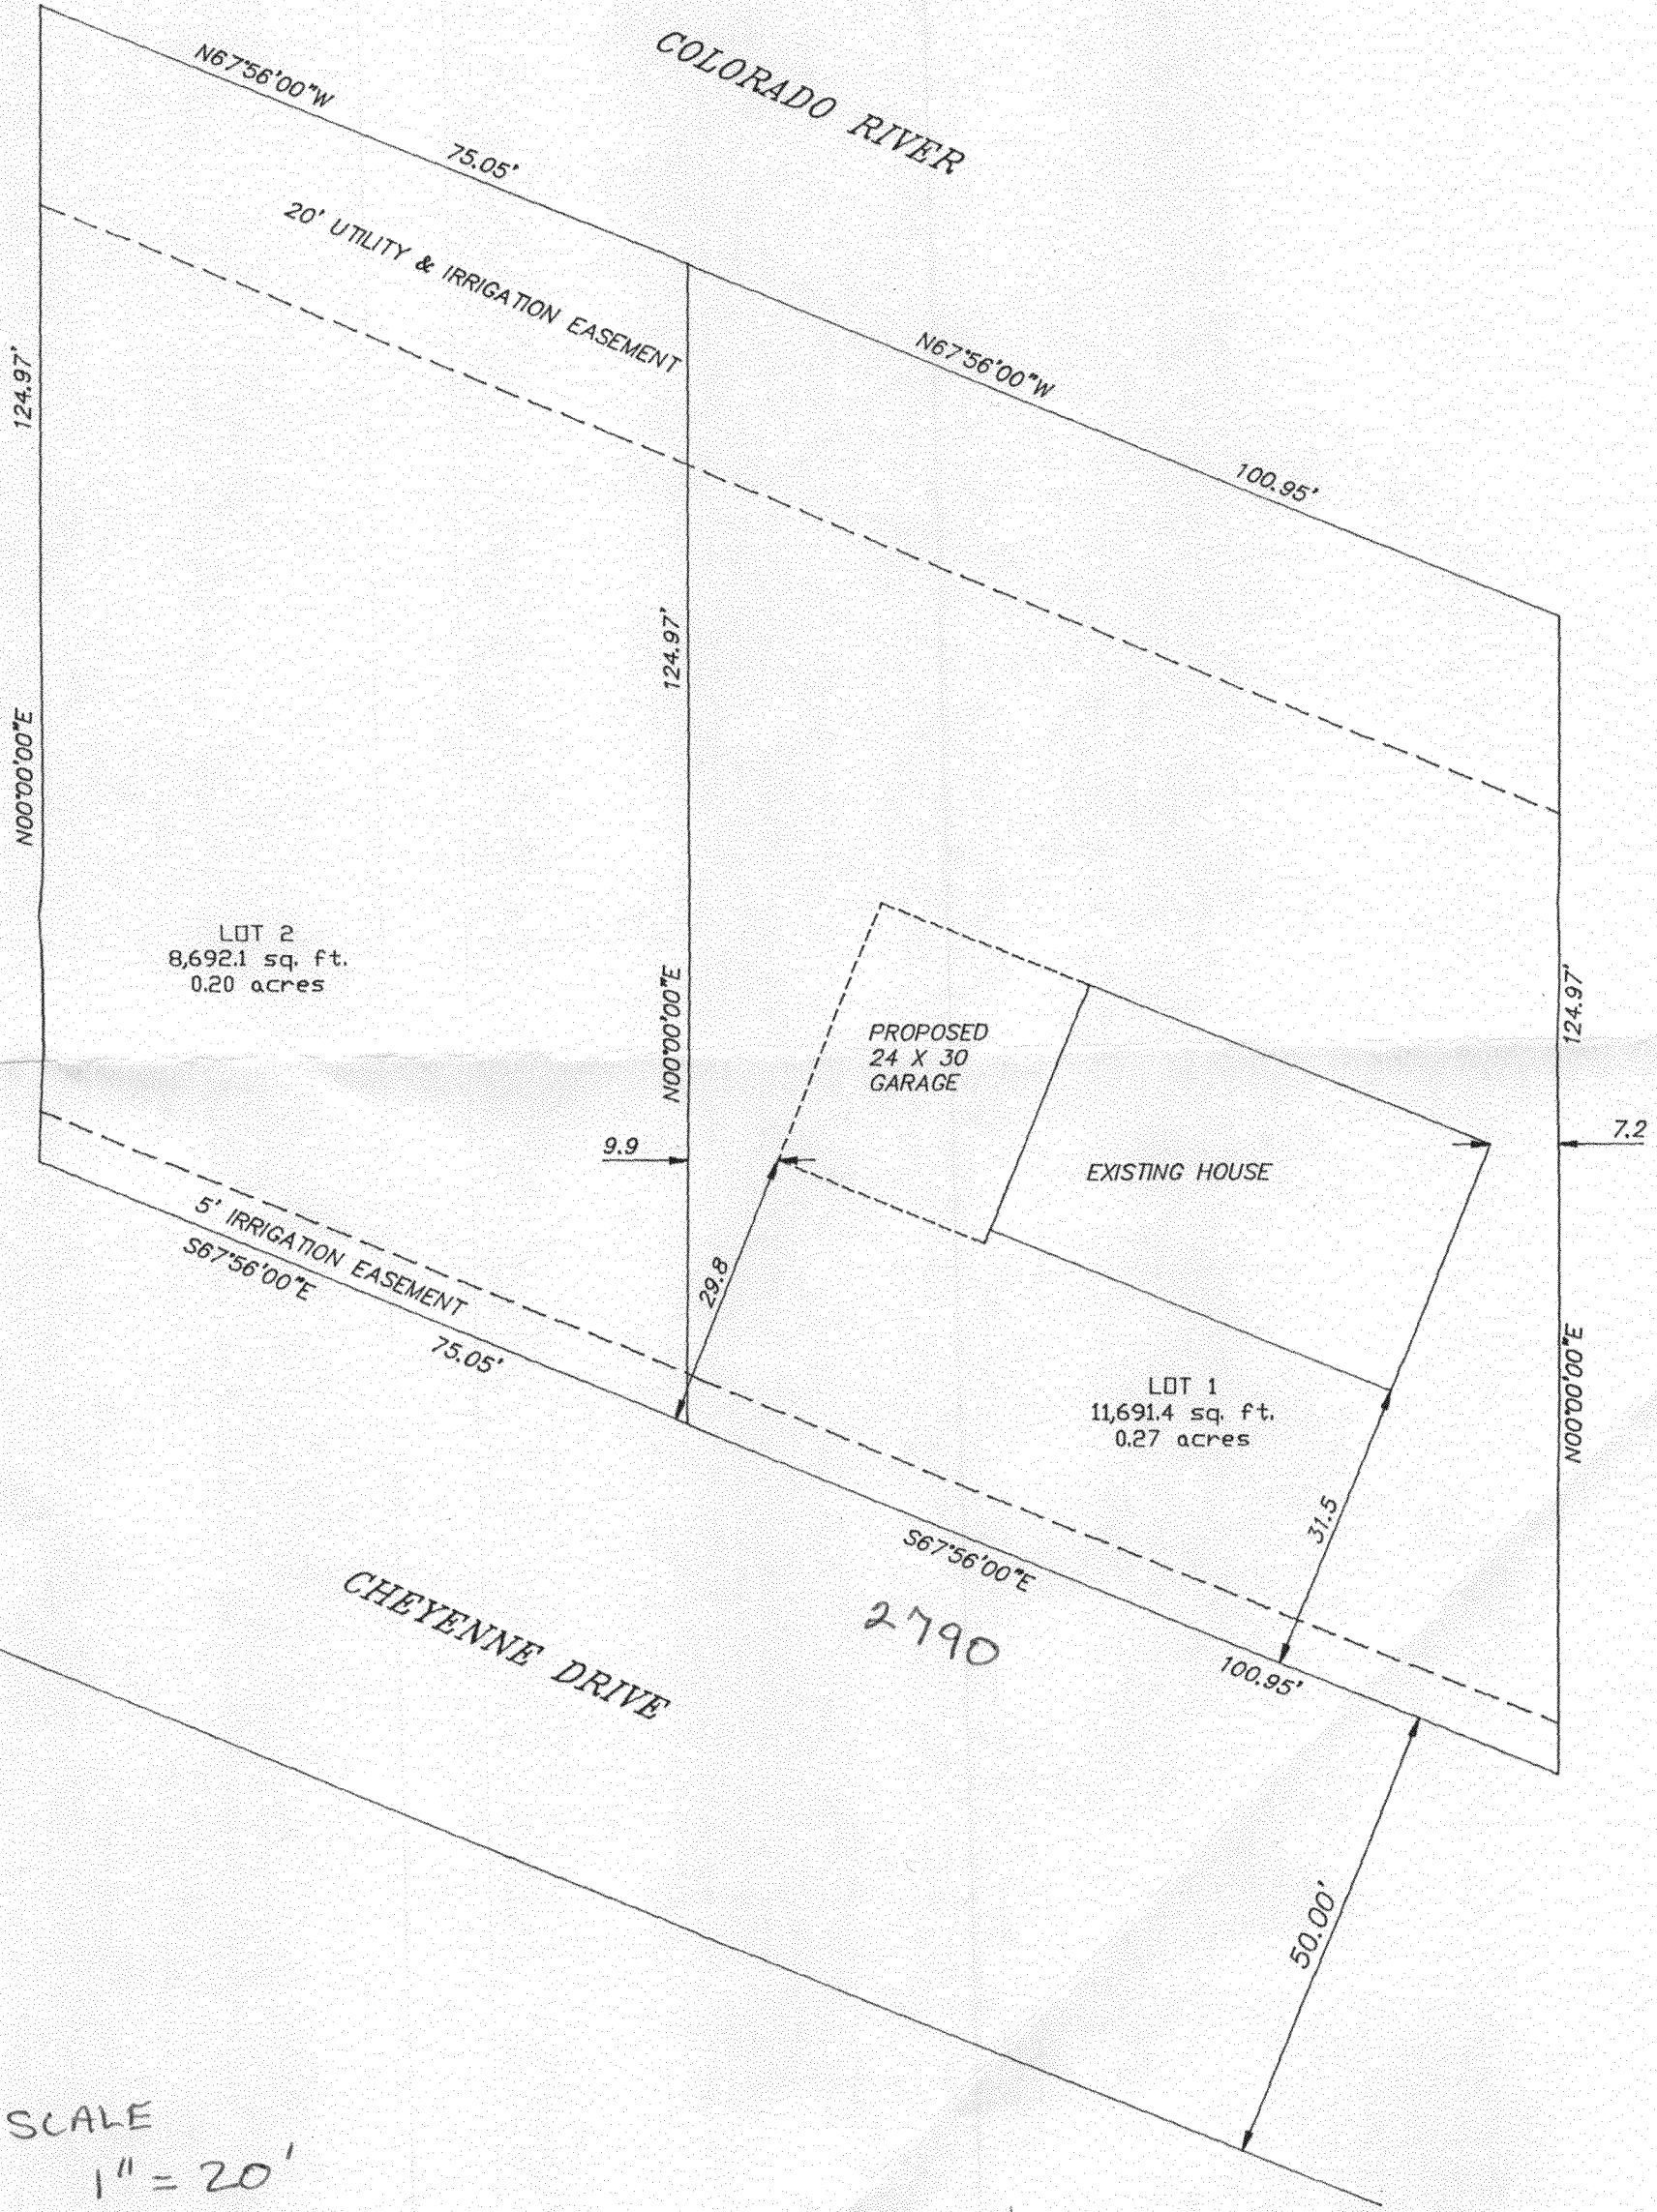 COLORADO RIVER
N67°56'00"W
75.05'
20' UTILITY & IRRIGATION EASEMENT
N67°56'00"W
100.95'
124.97'
N00°00'00"E
124.97'
N00°00'00"E
124.97'
N00°00'00"E
LOT 2
8,692.1 sq. ft.
0.20 acres
PROPOSED
24 X 30
GARAGE
EXISTING HOUSE
9.9
7.2
29.8
31.5
5' IRRIGATION EASEMENT
S67°56'00"E
75.05'
LOT 1
11,691.4 sq. ft.
0.27 acres
S67°56'00"E
100.95'
CHEYENNE DRIVE
2790
50.00'
SCALE
1" = 20'